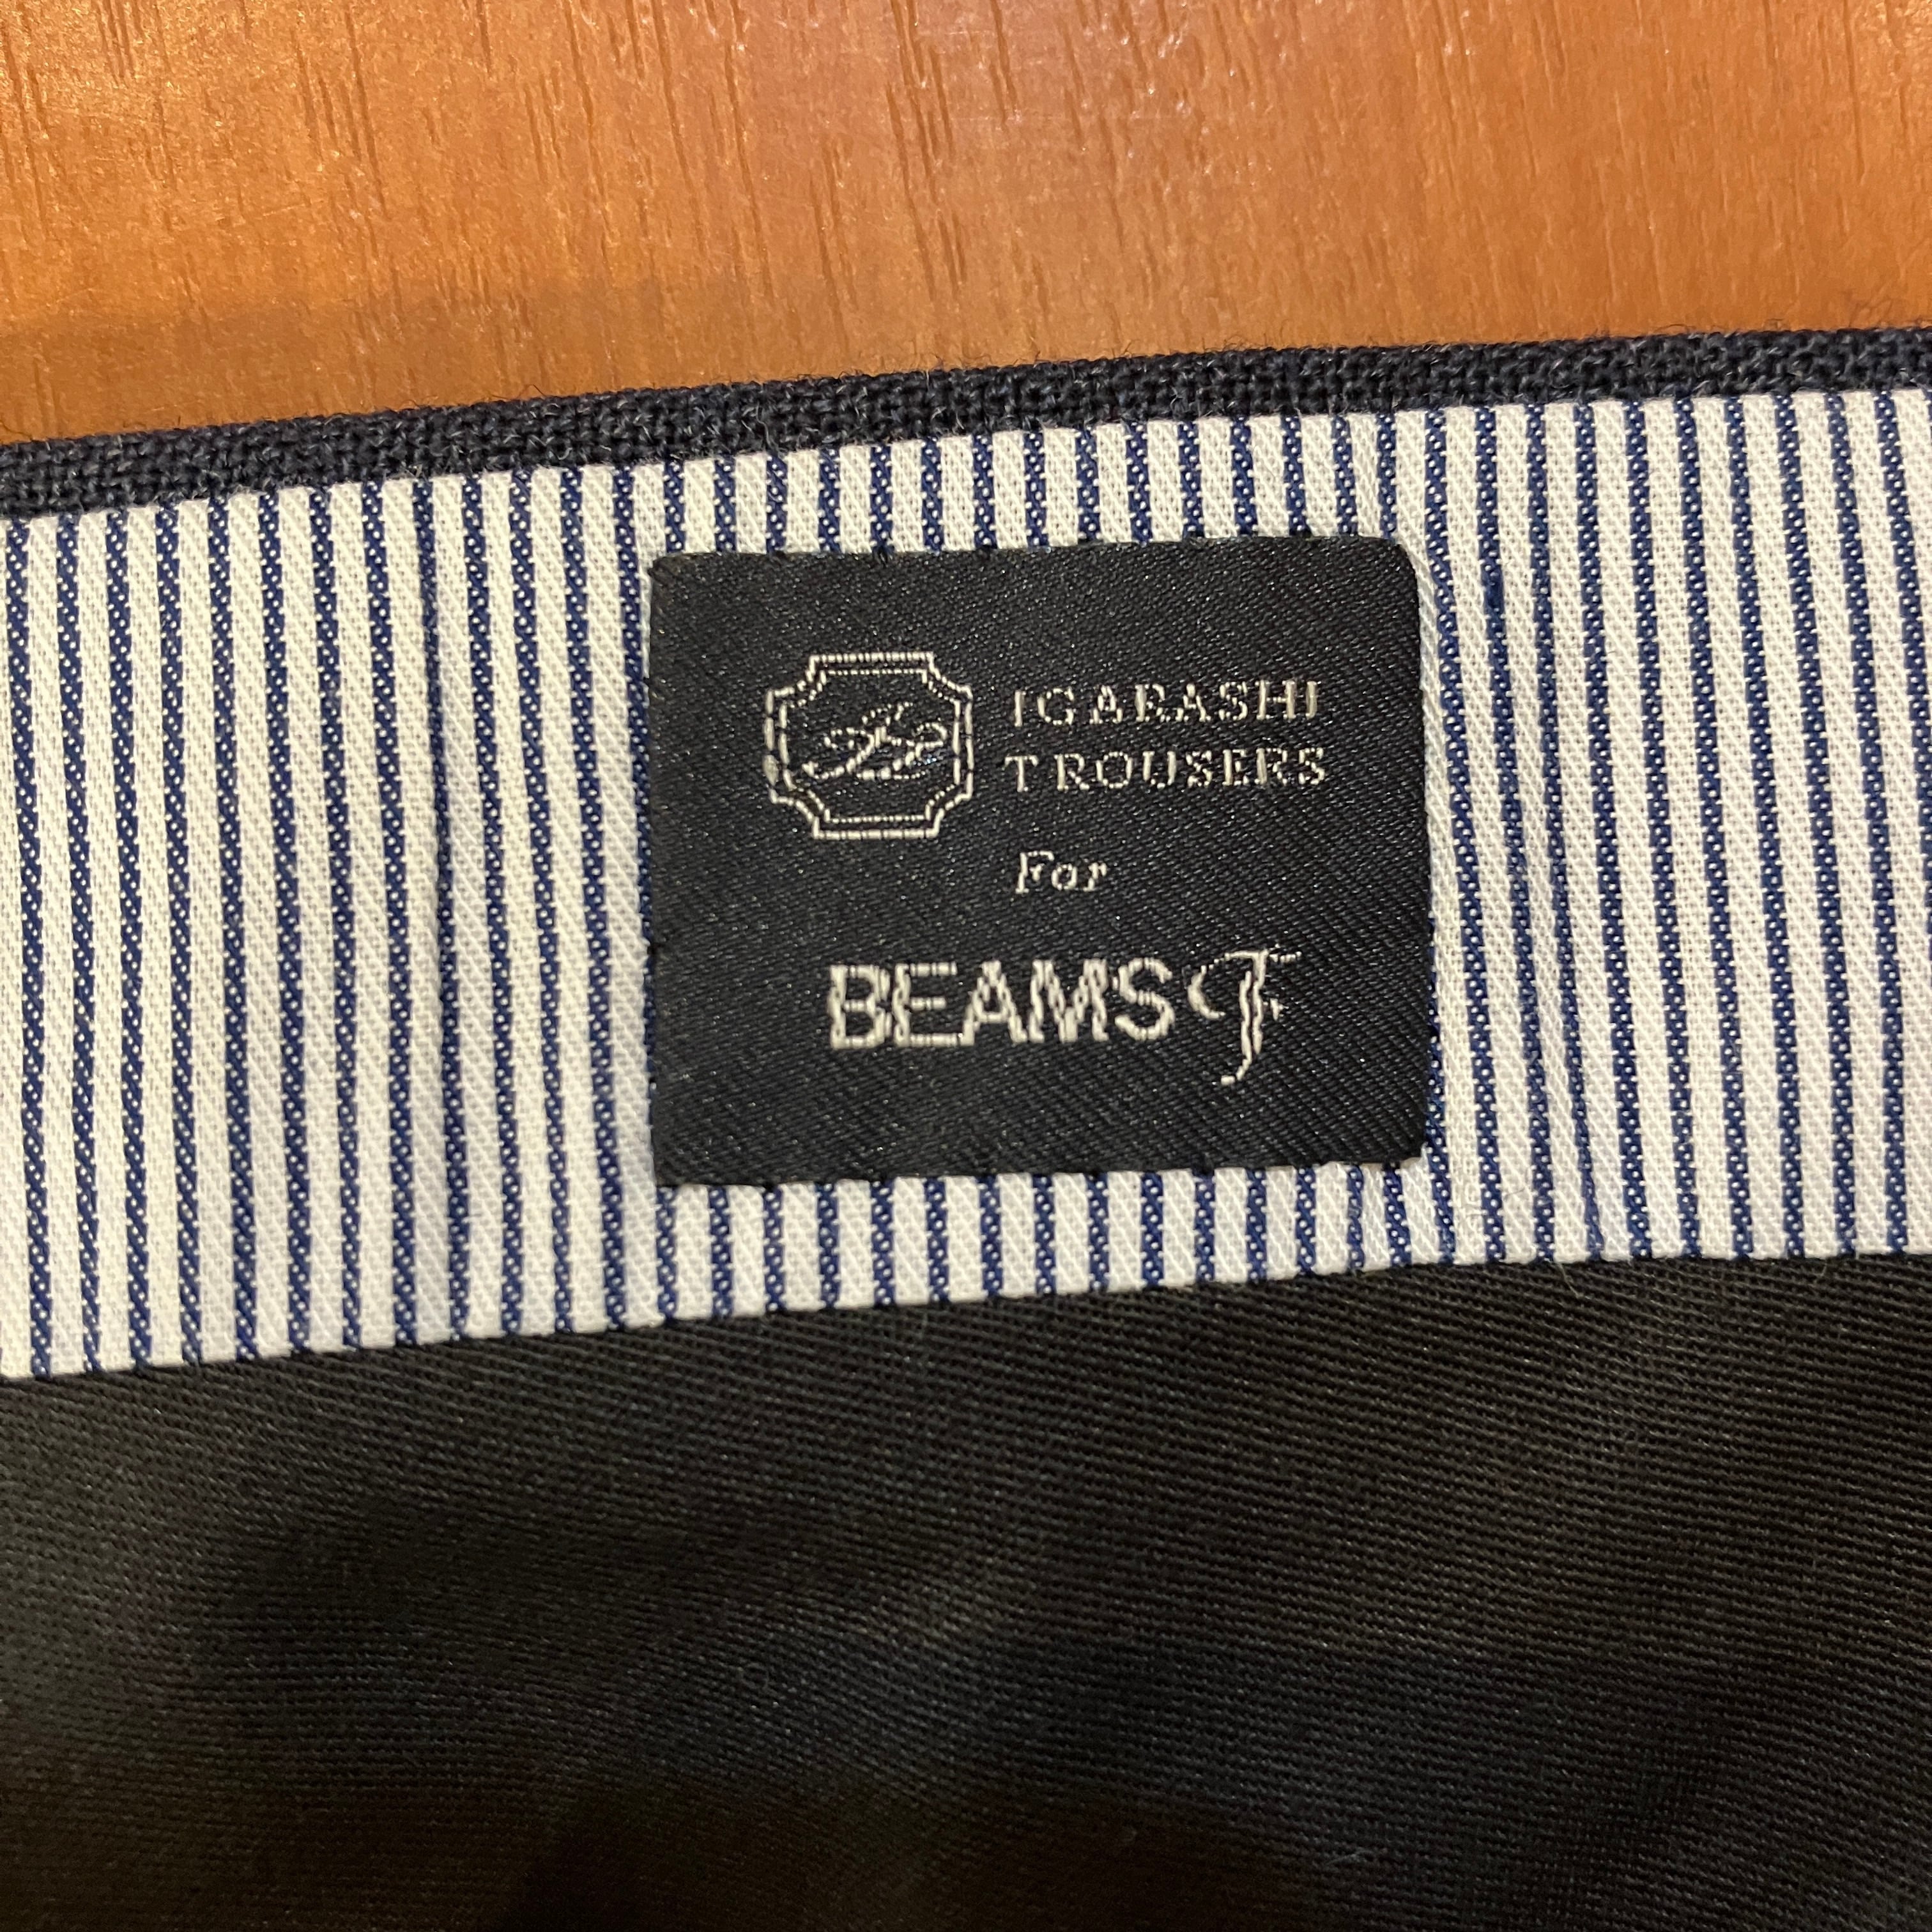 IGARASHI
TROUSERS
For
BEAMS F